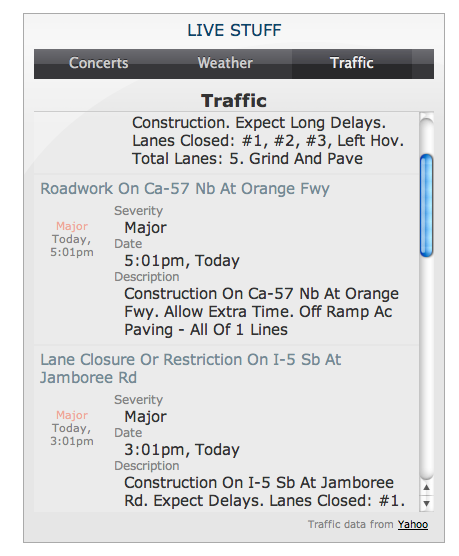 LIVE STUFF
Concerts Weather Traffic
Traffic
Construction. Expect Long Delays.
Lanes Closed: #1, #2, #3, Left Hov.
Total Lanes: 5. Grind And Pave
Roadwork On Ca-57 Nb At Orange Fwy
Major
Today,
5:01pm
Severity
Major
Date
5:01pm, Today
Description
Construction On Ca-57 Nb At Orange
Fwy. Allow Extra Time. Off Ramp Ac
Paving - All Of 1 Lines
Lane Closure Or Restriction On I-5 Sb At
Jamboree Rd
Major
Today,
3:01pm
Severity
Major
Date
3:01pm, Today
Description
Construction On I-5 Sb At Jamboree
Rd. Expect Delays. Lanes Closed: #1.
Traffic data from Yahoo